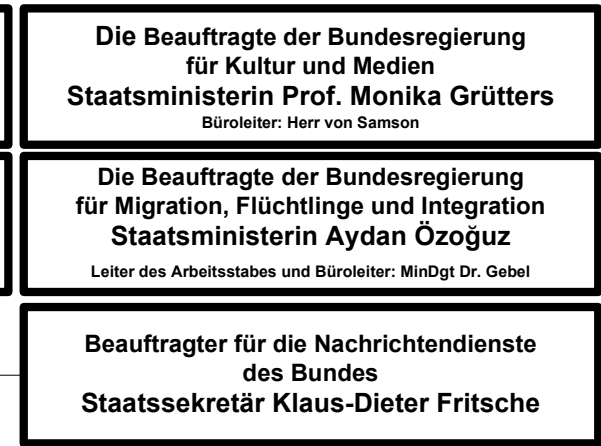 Die Beauftragte der Bundesregierung
für Kultur und Medien
Staatsministerin Prof. Monika Grütters
Büroleiter: Herr von Samson
Die Beauftragte der Bundesregierung
für Migration, Flüchtlinge und Integration
Staatsministerin Aydan Özoğuz
Leiter des Arbeitsstabes und Büroleiter: MinDgt Dr. Gebel
Beauftragter für die Nachrichtendienste
des Bundes
Staatssekretär Klaus-Dieter Fritsche